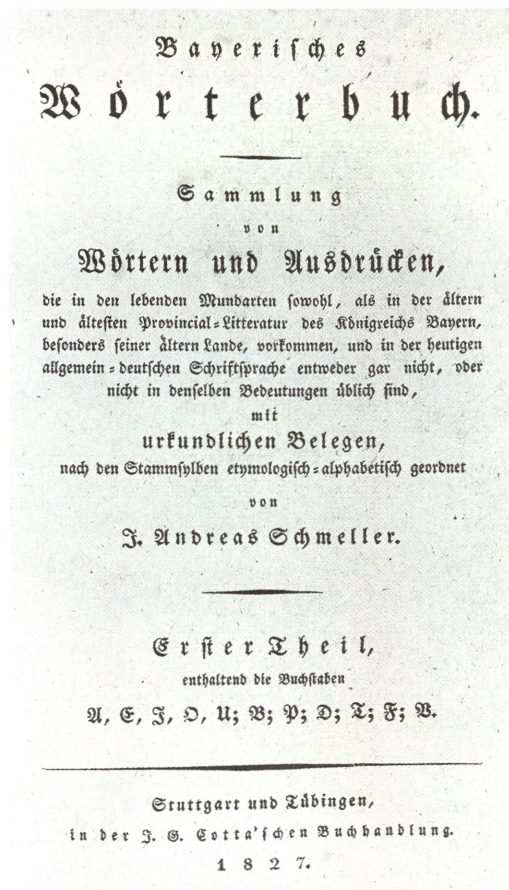 Bayerisches
Wörterbuch.
Sammlung
von
Wörtern und Ausdrücken,
die in den lebenden Mundarten sowohl, als in der ältern
und ältesten Provincial-Litteratur des Königreichs Bayern,
besonders seiner ältern Lande, vorkommen, und in der heutigen
allgemein-deutschen Schriftsprache entweder gar nicht, oder
nicht in denselben Bedeutungen üblich sind,
mit
urkundlichen Belegen,
nach den Stammsylben etymologisch-alphabetisch geordnet
von
J. Andreas Schmeller.
Erster Theil,
enthaltend die Buchstaben
A, E, J, O, U; B; P; D; T; F; V.
Stuttgart und Tübingen,
in der J. G. Cotta'schen Buchhandlung.
1827.